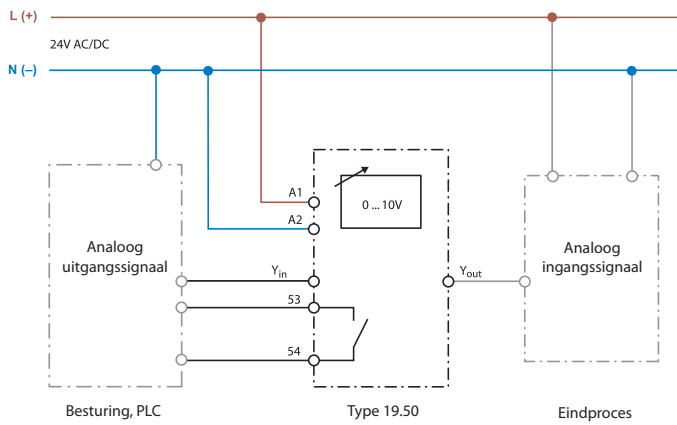 L (+)
24V AC/DC
N (–)
A1
0 ... 10V
A2
Analoog
uitgangssignaal
Analoog
ingangssignaal
Yin
Yout
53
54
Besturing, PLC
Type 19.50
Eindproces